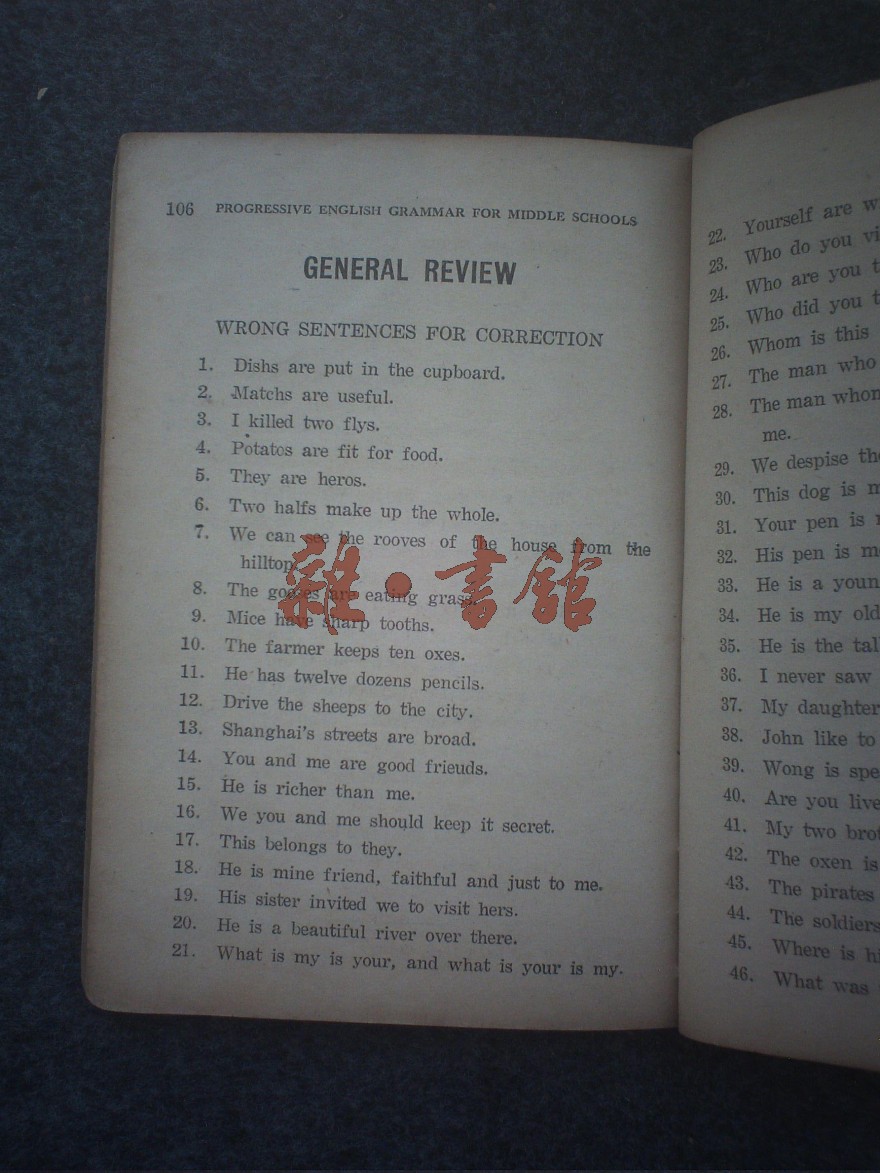 106 PROGRESSIVE ENGLISH GRAMMAR FOR MIDDLE SCHOOLS
GENERAL REVIEW
WRONG SENTENCES FOR CORRECTION
1. Dishs are put in the cupboard.
2. Matchs are useful.
3. I killed two flys.
4. Potatos are fit for food.
5. They are heros.
6. Two halfs make up the whole.
7. We can see the rooves of the house from the
hilltop.
8. The gooses are eating grass.
9. Mice have sharp tooths.
10. The farmer keeps ten oxes.
11. He has twelve dozens pencils.
12. Drive the sheeps to the city.
13. Shanghai's streets are broad.
14. You and me are good frieuds.
15. He is richer than me.
16. We you and me should keep it secret.
17. This belongs to they.
18. He is mine friend, faithful and just to me.
19. His sister invited we to visit hers.
20. He is a beautiful river over there.
21. What is my is your, and what is your is my.
雜·書館
22. Yourself are
23. Who do you
24. Who are you
25. Who did you
26. Whom is this
27. The man who
28. The man whom
me.
29. We despise
30. This dog is
31. Your pen is
32. His pen is
33. He is a
34. He is my old
35. He is the
36. I never saw
37. My daughter
38. John like to
39. Wong is
40. Are you
41. My two
42. The oxen is
43. The pirates
44. The soldiers
45. Where is
46. What was